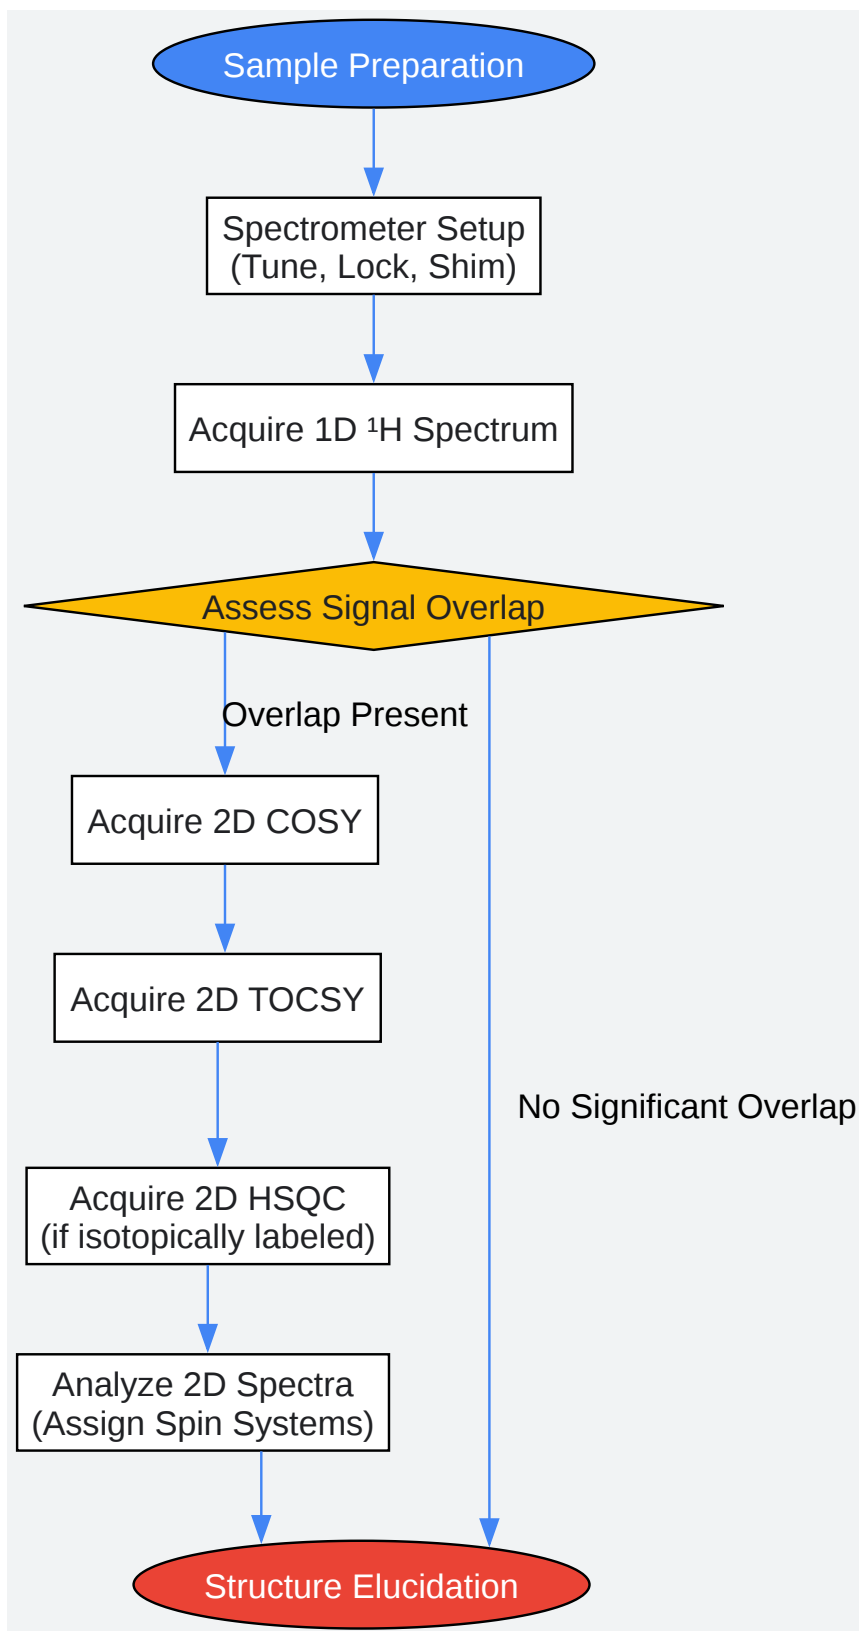 Sample Preparation
Spectrometer Setup
(Tune, Lock, Shim)
Acquire 1D ¹H Spectrum
Assess Signal Overlap
Overlap Present
Acquire 2D COSY
Acquire 2D TOCSY
No Significant Overlap
Acquire 2D HSQC
(if isotopically labeled)
Analyze 2D Spectra
(Assign Spin Systems)
Structure Elucidation